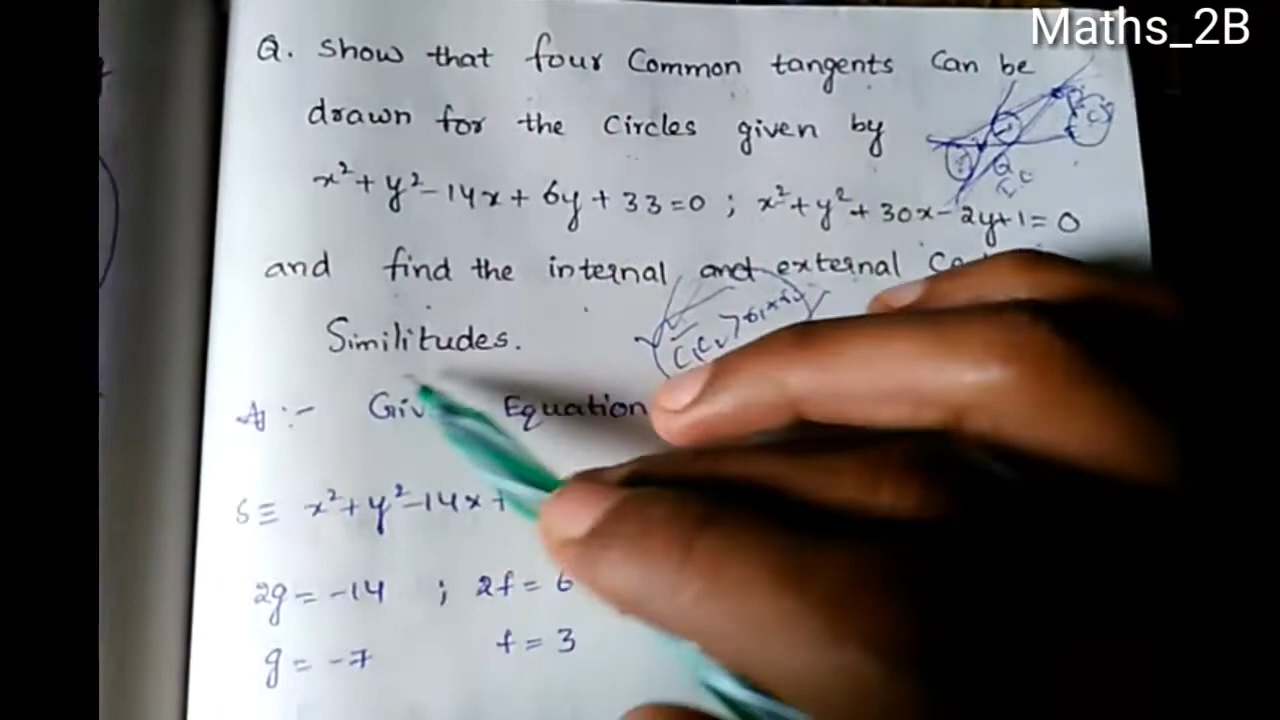 Maths_2B
Q. Show that four Common tangents Can be
drawn for the Circles given by
x²+y²-14x+6y+33=0 ; x²+y²+30x-2y+1=0
and find the internal and external
Similitudes.
C₁C₂ >
A :- Equation
S≡ x²+y²-14x+
2g = -14 ; 2f = 6
g = -7 f = 3